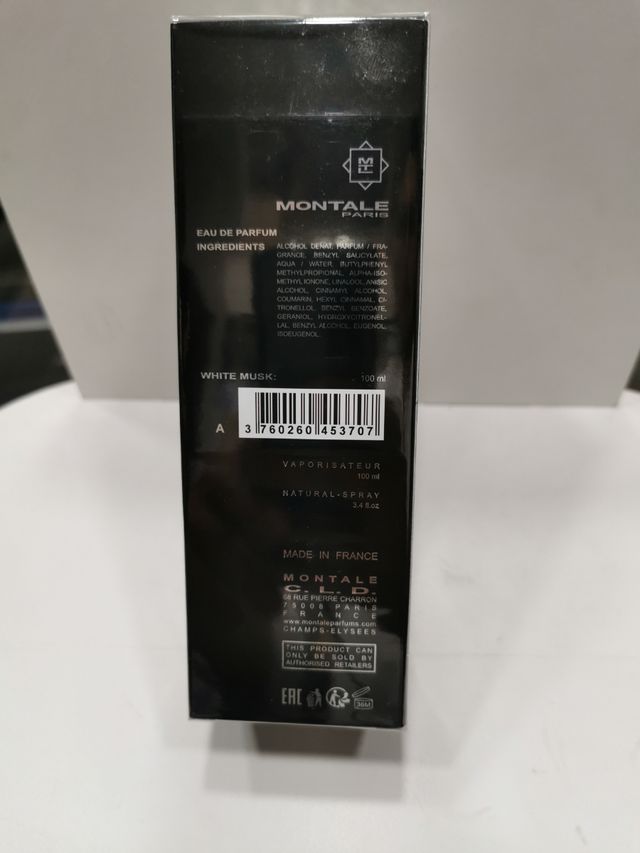 MT
MONTALE
PARIS
EAU DE PARFUM
INGREDIENTS
ALCOHOL DENAT, PARFUM / FRA-
GRANCE, BENZYL SALICYLATE,
AQUA / WATER, BUTYLPHENYL
METHYLPROPIONAL, ALPHA-ISO-
METHYL IONONE, LINALOOL, ANISIC
ALCOHOL, CINNAMYL ALCOHOL,
COUMARIN, HEXYL CINNAMAL, CI-
TRONELLOL, BENZYL BENZOATE,
GERANIOL, HYDROXYCITRONEL-
LAL, BENZYL ALCOHOL, EUGENOL,
ISOEUGENOL.
WHITE MUSK: 100 ml
A 3 760260 453707
VAPORISATEUR
100 ml
NATURAL-SPRAY
3.4 fl.oz
MADE IN FRANCE
MONTALE
C. L. D.
68 RUE PIERRE CHARRON
75008 PARIS
FRANCE
www.montaleparfums.com
CHAMPS-ELYSEES
THIS PRODUCT CAN
ONLY BE SOLD BY
AUTHORISED RETAILERS
EAC 36M